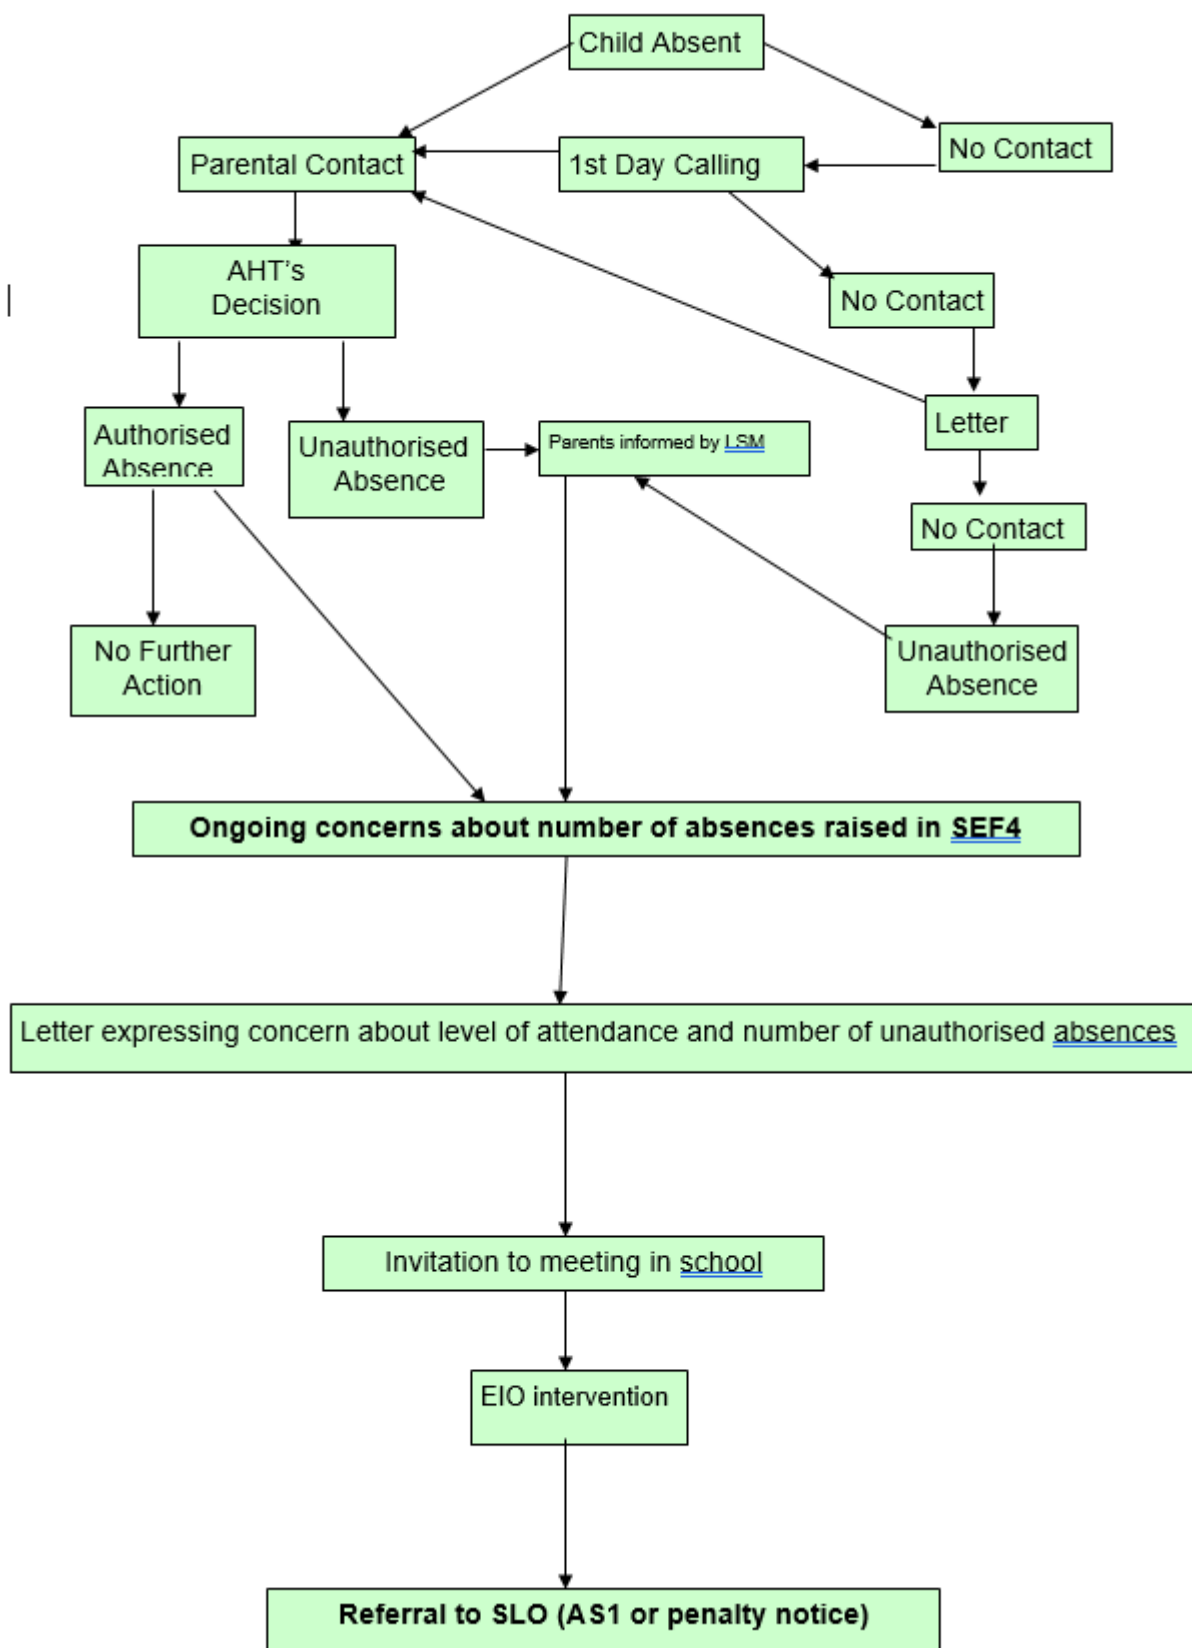 Child Absent
No Contact
Parental Contact
1st Day Calling
AHT's
Decision
No Contact
Letter
Authorised
Absence
Unauthorised
Absence
Parents informed by LSM
No Contact
No Further
Action
Unauthorised
Absence
Ongoing concerns about number of absences raised in SEF4
Letter expressing concern about level of attendance and number of unauthorised absences
Invitation to meeting in school
EIO intervention
Referral to SLO (AS1 or penalty notice)